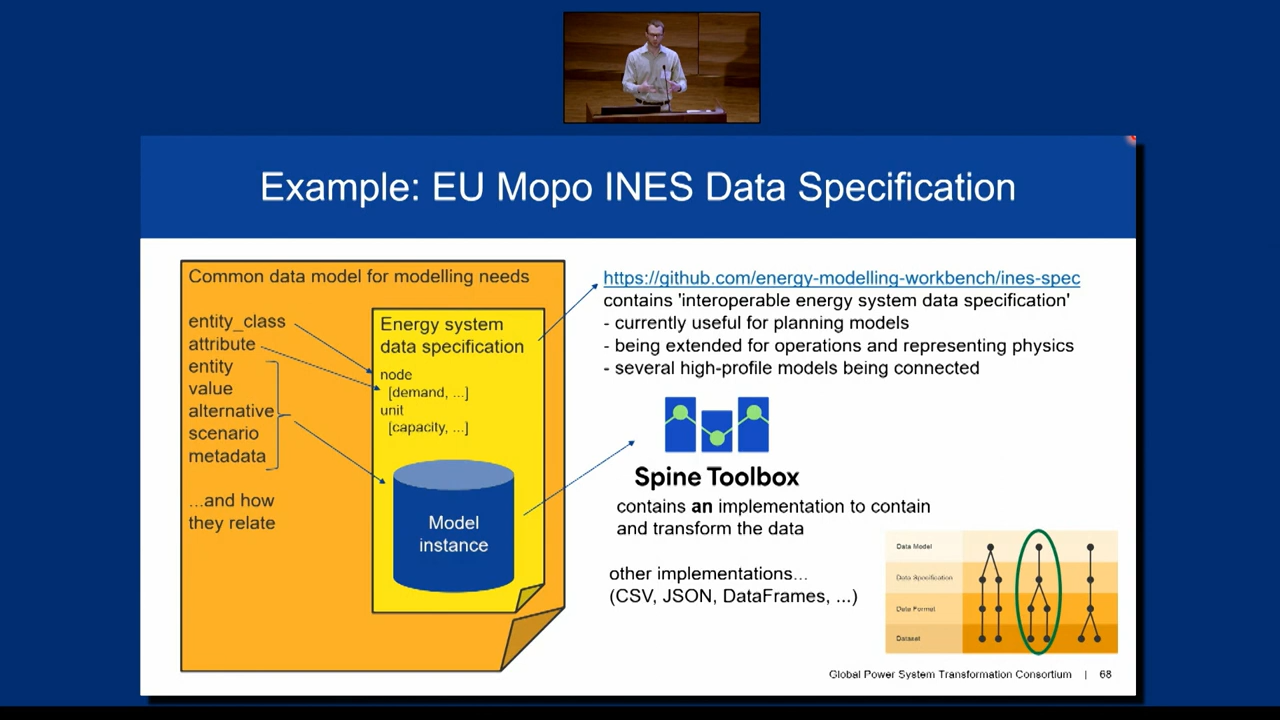 Example: EU Mopo INES Data Specification
Common data model for modelling needs
entity_class
attribute
entity
value
alternative
scenario
metadata
...and how
they relate
Energy system
data specification
node
[demand, ...]
unit
[capacity, ...]
Model
instance
https://github.com/energy-modelling-workbench/ines-spec
contains 'interoperable energy system data specification'
- currently useful for planning models
- being extended for operations and representing physics
- several high-profile models being connected
Spine Toolbox
contains an implementation to contain
and transform the data
other implementations...
(CSV, JSON, DataFrames, ...)
Data Model
Data Specification
Data Format
Dataset
Global Power System Transformation Consortium | 68